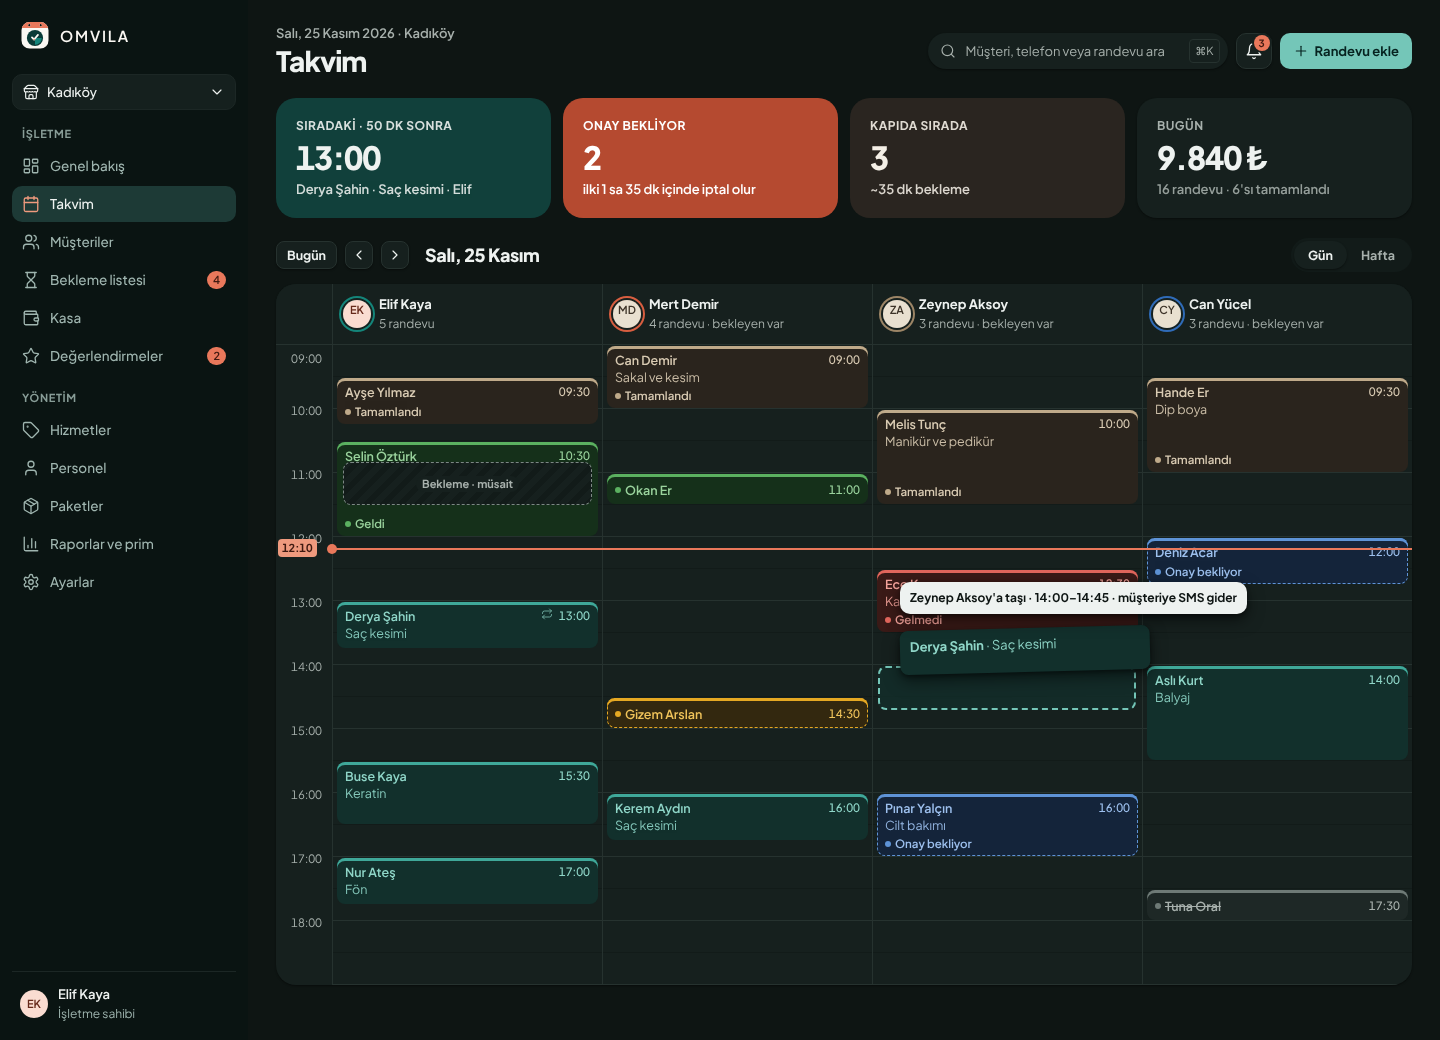 OMVILA
Kadıköy
İŞLETME
Genel bakış
Takvim
Müşteriler
Bekleme listesi
4
Kasa
Değerlendirmeler
2
YÖNETİM
Hizmetler
Personel
Paketler
Raporlar ve prim
Ayarlar
EK
Elif Kaya
İşletme sahibi
Salı, 25 Kasım 2026 · Kadıköy
Takvim
Müşteri, telefon veya randevu ara
⌘K
3
Randevu ekle
SIRADAKİ · 50 DK SONRA
13:00
Derya Şahin · Saç kesimi · Elif
ONAY BEKLİYOR
2
ilki 1 sa 35 dk içinde iptal olur
KAPIDA SIRADA
3
~35 dk bekleme
BUGÜN
9.840 ₺
16 randevu · 6'sı tamamlandı
Bugün
Salı, 25 Kasım
Gün
Hafta
EK
Elif Kaya
5 randevu
MD
Mert Demir
4 randevu · bekleyen var
ZA
Zeynep Aksoy
3 randevu · bekleyen var
CY
Can Yücel
3 randevu · bekleyen var
09:00
10:00
11:00
12:00
12:10
13:00
14:00
15:00
16:00
17:00
18:00
Ayşe Yılmaz 09:30
Tamamlandı
Selin Öztürk 10:30
Bekleme · müsait
Geldi
Derya Şahin 13:00
Saç kesimi
Buse Kaya 15:30
Keratin
Nur Ateş 17:00
Fön
Can Demir 09:00
Sakal ve kesim
Tamamlandı
Okan Er 11:00
Gizem Arslan 14:30
Kerem Aydın 16:00
Saç kesimi
Melis Tunç 10:00
Manikür ve pedikür
Tamamlandı
Gelmedi
Zeynep Aksoy'a taşı · 14:00–14:45 · müşteriye SMS gider
Derya Şahin · Saç kesimi
Pınar Yalçın 16:00
Cilt bakımı
Onay bekliyor
Hande Er 09:30
Dip boya
Tamamlandı
Deniz Acar 12:00
Onay bekliyor
Aslı Kurt 14:00
Balyaj
Tuna Oral 17:30